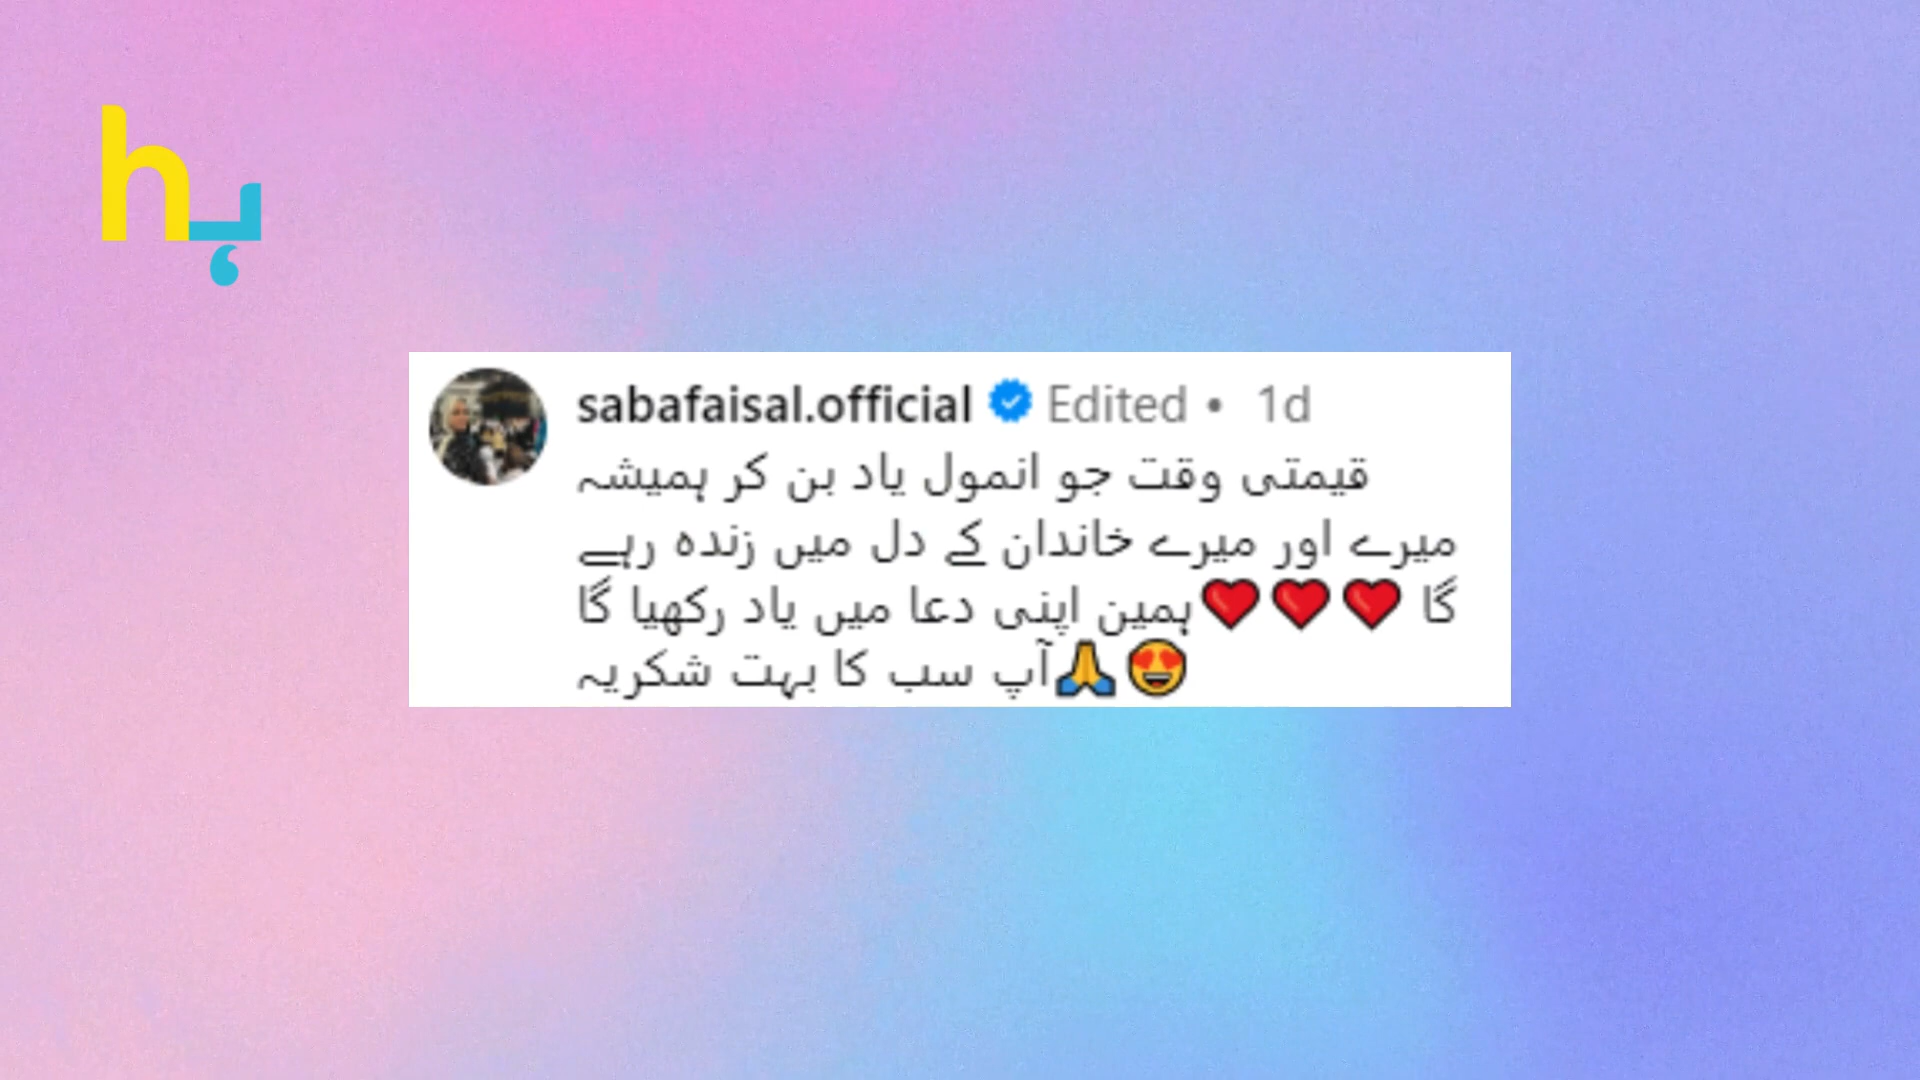 hہ
sabafaisal.official Edited • 1d
قیمتی وقت جو انمول یاد بن کر ہمیشہ
میرے اور میرے خاندان کے دل میں زندہ رہے
گا ❤️❤️❤️ہمین اپنی دعا میں یاد رکھیا گا
😍🙏آپ سب کا بہت شکریہ